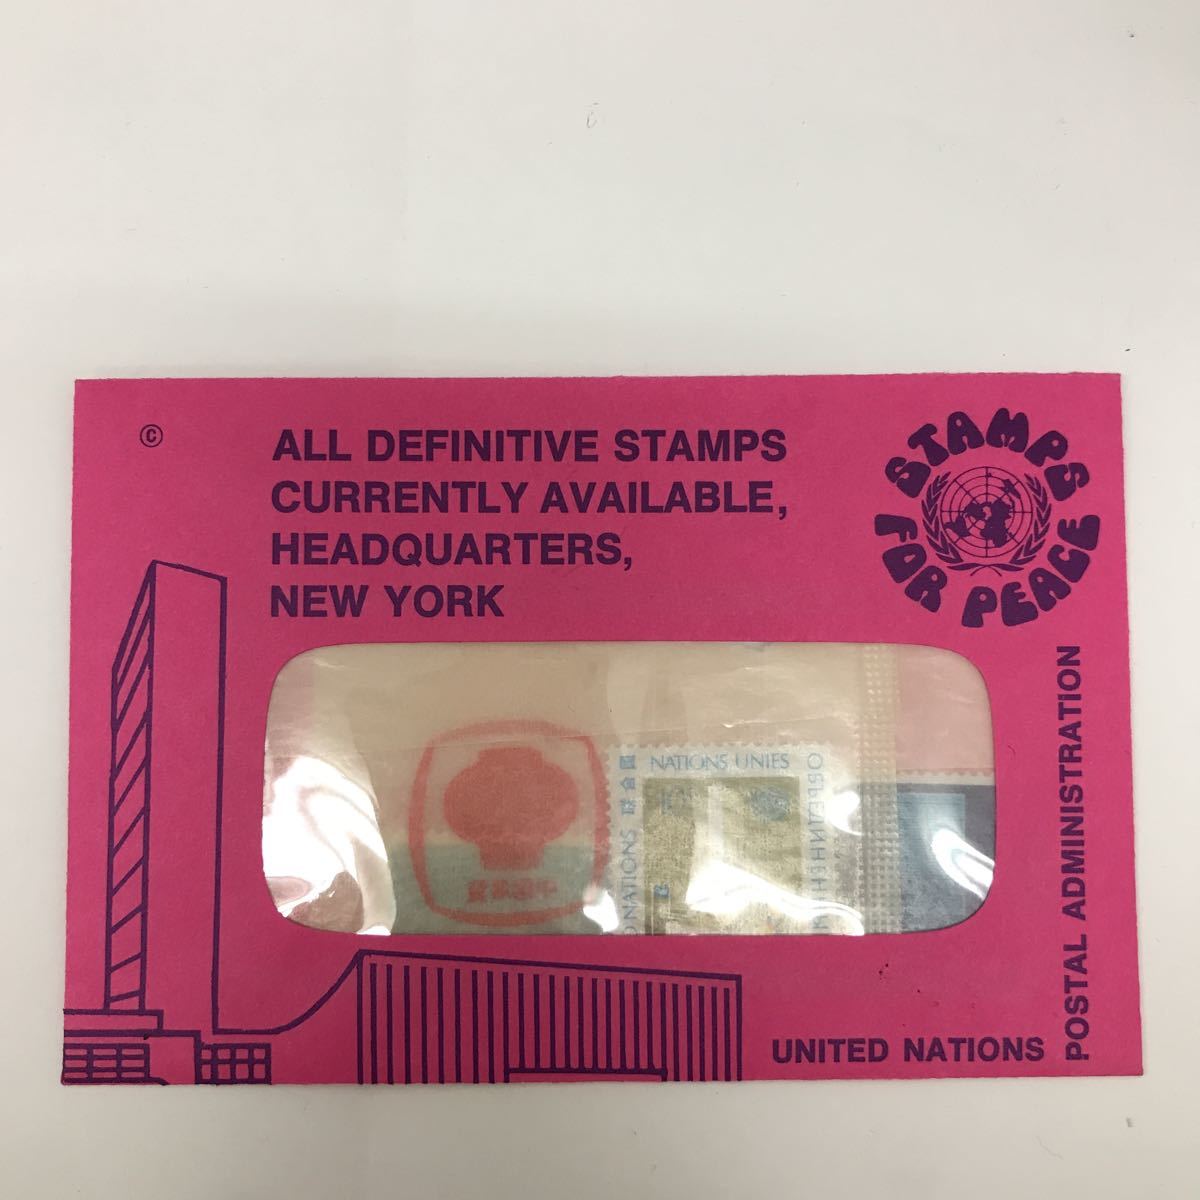 ©
ALL DEFINITIVE STAMPS
CURRENTLY AVAILABLE,
HEADQUARTERS,
NEW YORK
STAMPS
FOR PEACE
NATIONS UNIES
NATIONS
UNITED NATIONS
POSTAL ADMINISTRATION